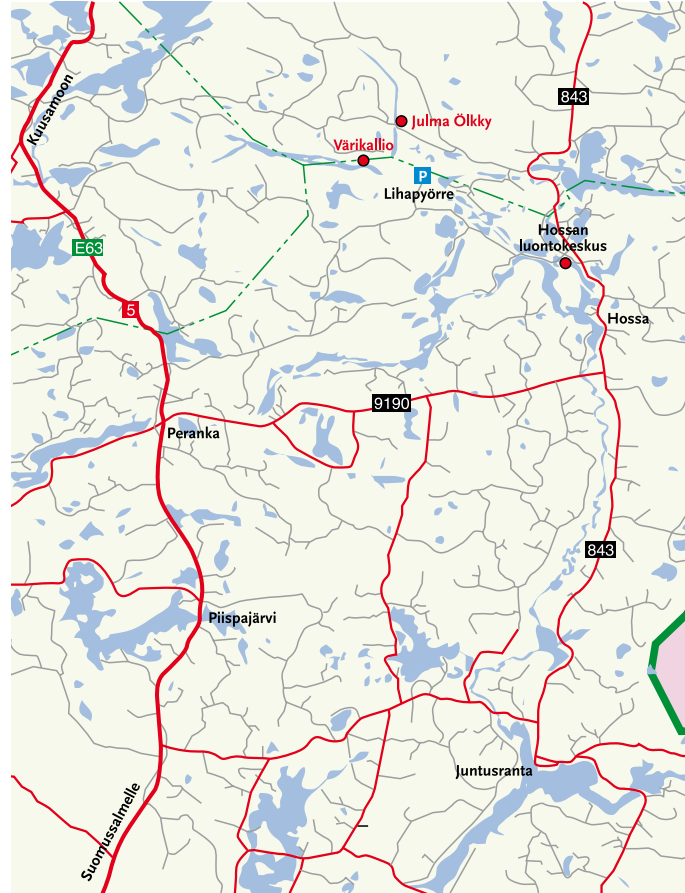 Kuusamoon
843
Julma Ölkky
Värikallio
P
Lihapyörre
Hossan
luontokeskus
E63
5
Hossa
9190
Peranka
843
Piispajärvi
Juntusranta
Suomussalmelle